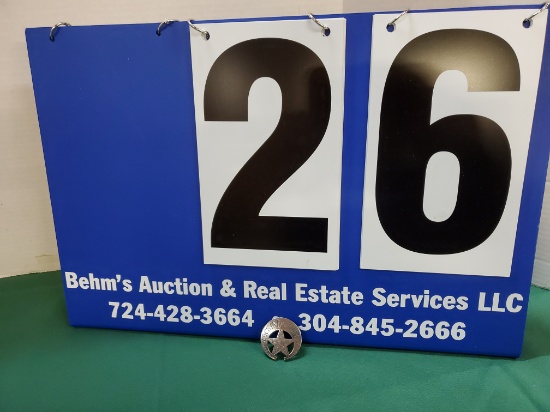 26
Behm's Auction & Real Estate Services LLC
724-428-3664 304-845-2666